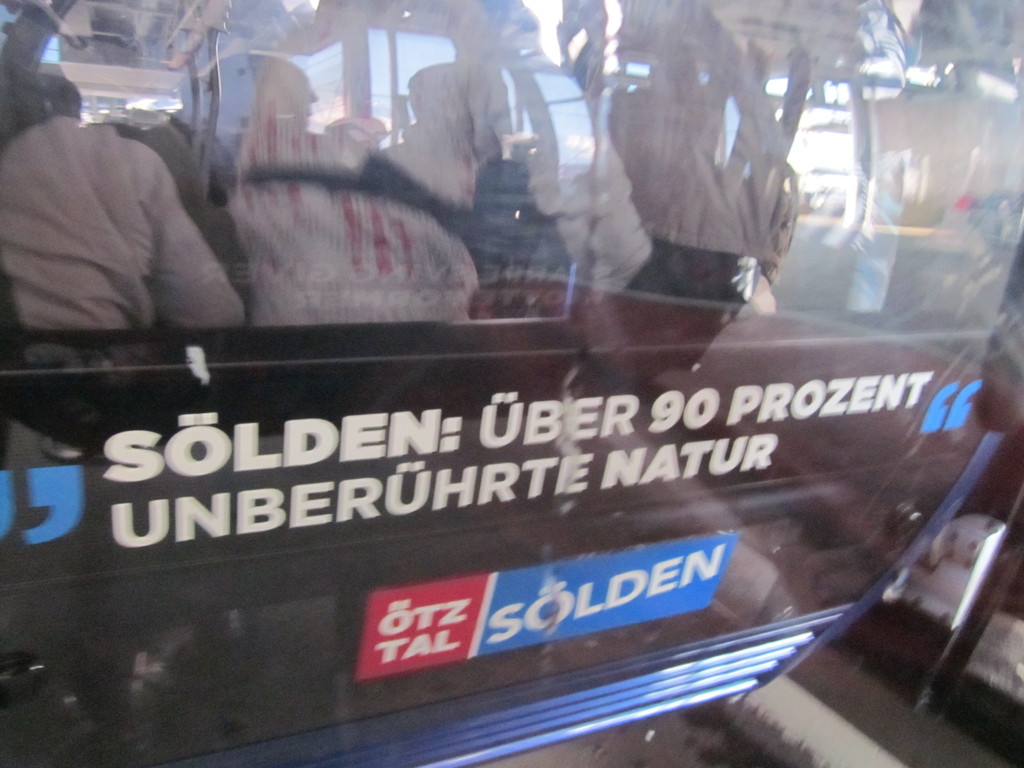 „SÖLDEN: ÜBER 90 PROZENT“
UNBERÜHRTE NATUR
ÖTZ
TAL
SÖLDEN